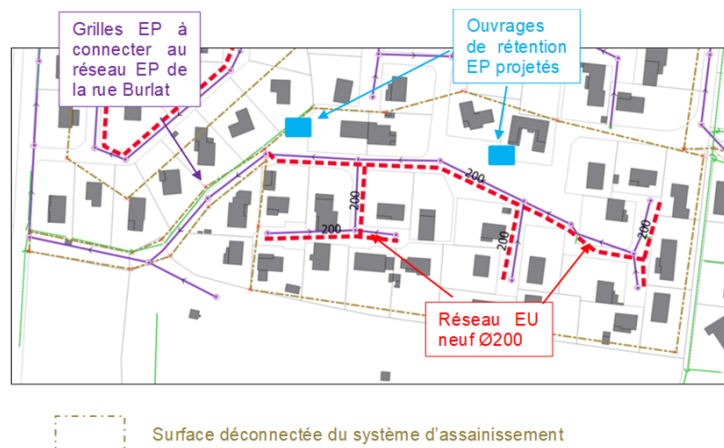 Grilles EP à
connecter au
réseau EP de
la rue Burlat
Ouvrages
de rétention
EP projetés
200
200
200
200
200
Réseau EU
neuf Ø200
Surface déconnectée du système d'assainissement